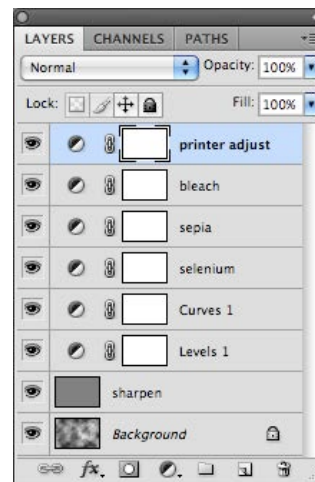 LAYERS CHANNELS PATHS
Normal Opacity: 100%
Lock: Fill: 100%
printer adjust
bleach
sepia
selenium
Curves 1
Levels 1
sharpen
Background
fx.